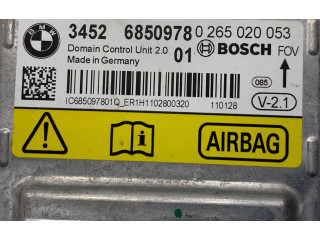 BMW
3452 6850978 0 265 020 053
Domain Control Unit 2.0 01 BOSCH FOV
Made in Germany
085
IC685097801Q_ER1H1102800320 110128 V-2.1
! i AIRBAG